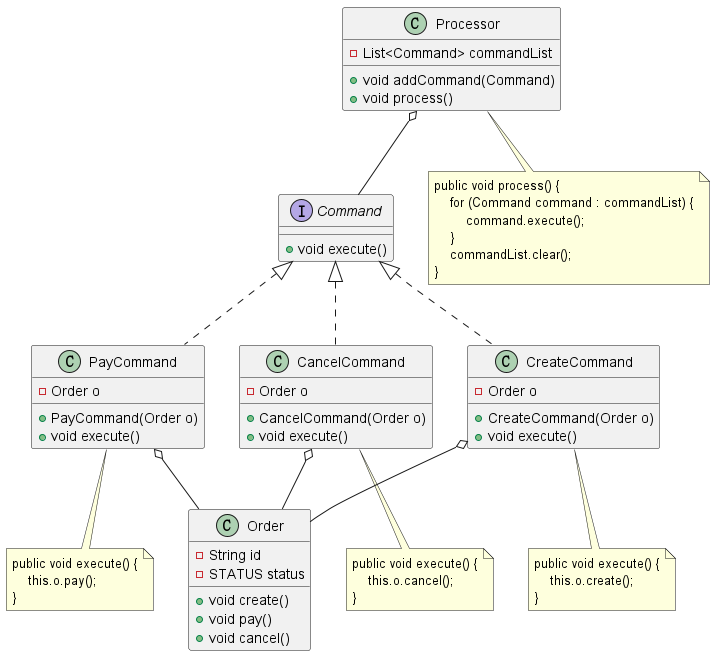 C Processor
List<Command> commandList
void addCommand(Command)
void process()
public void process() {
for (Command command : commandList) {
command.execute();
}
commandList.clear();
}
I Command
void execute()
C PayCommand
Order o
PayCommand(Order o)
void execute()
C CancelCommand
Order o
CancelCommand(Order o)
void execute()
C CreateCommand
Order o
CreateCommand(Order o)
void execute()
C Order
String id
STATUS status
void create()
void pay()
void cancel()
public void execute() {
this.o.pay();
}
public void execute() {
this.o.cancel();
}
public void execute() {
this.o.create();
}